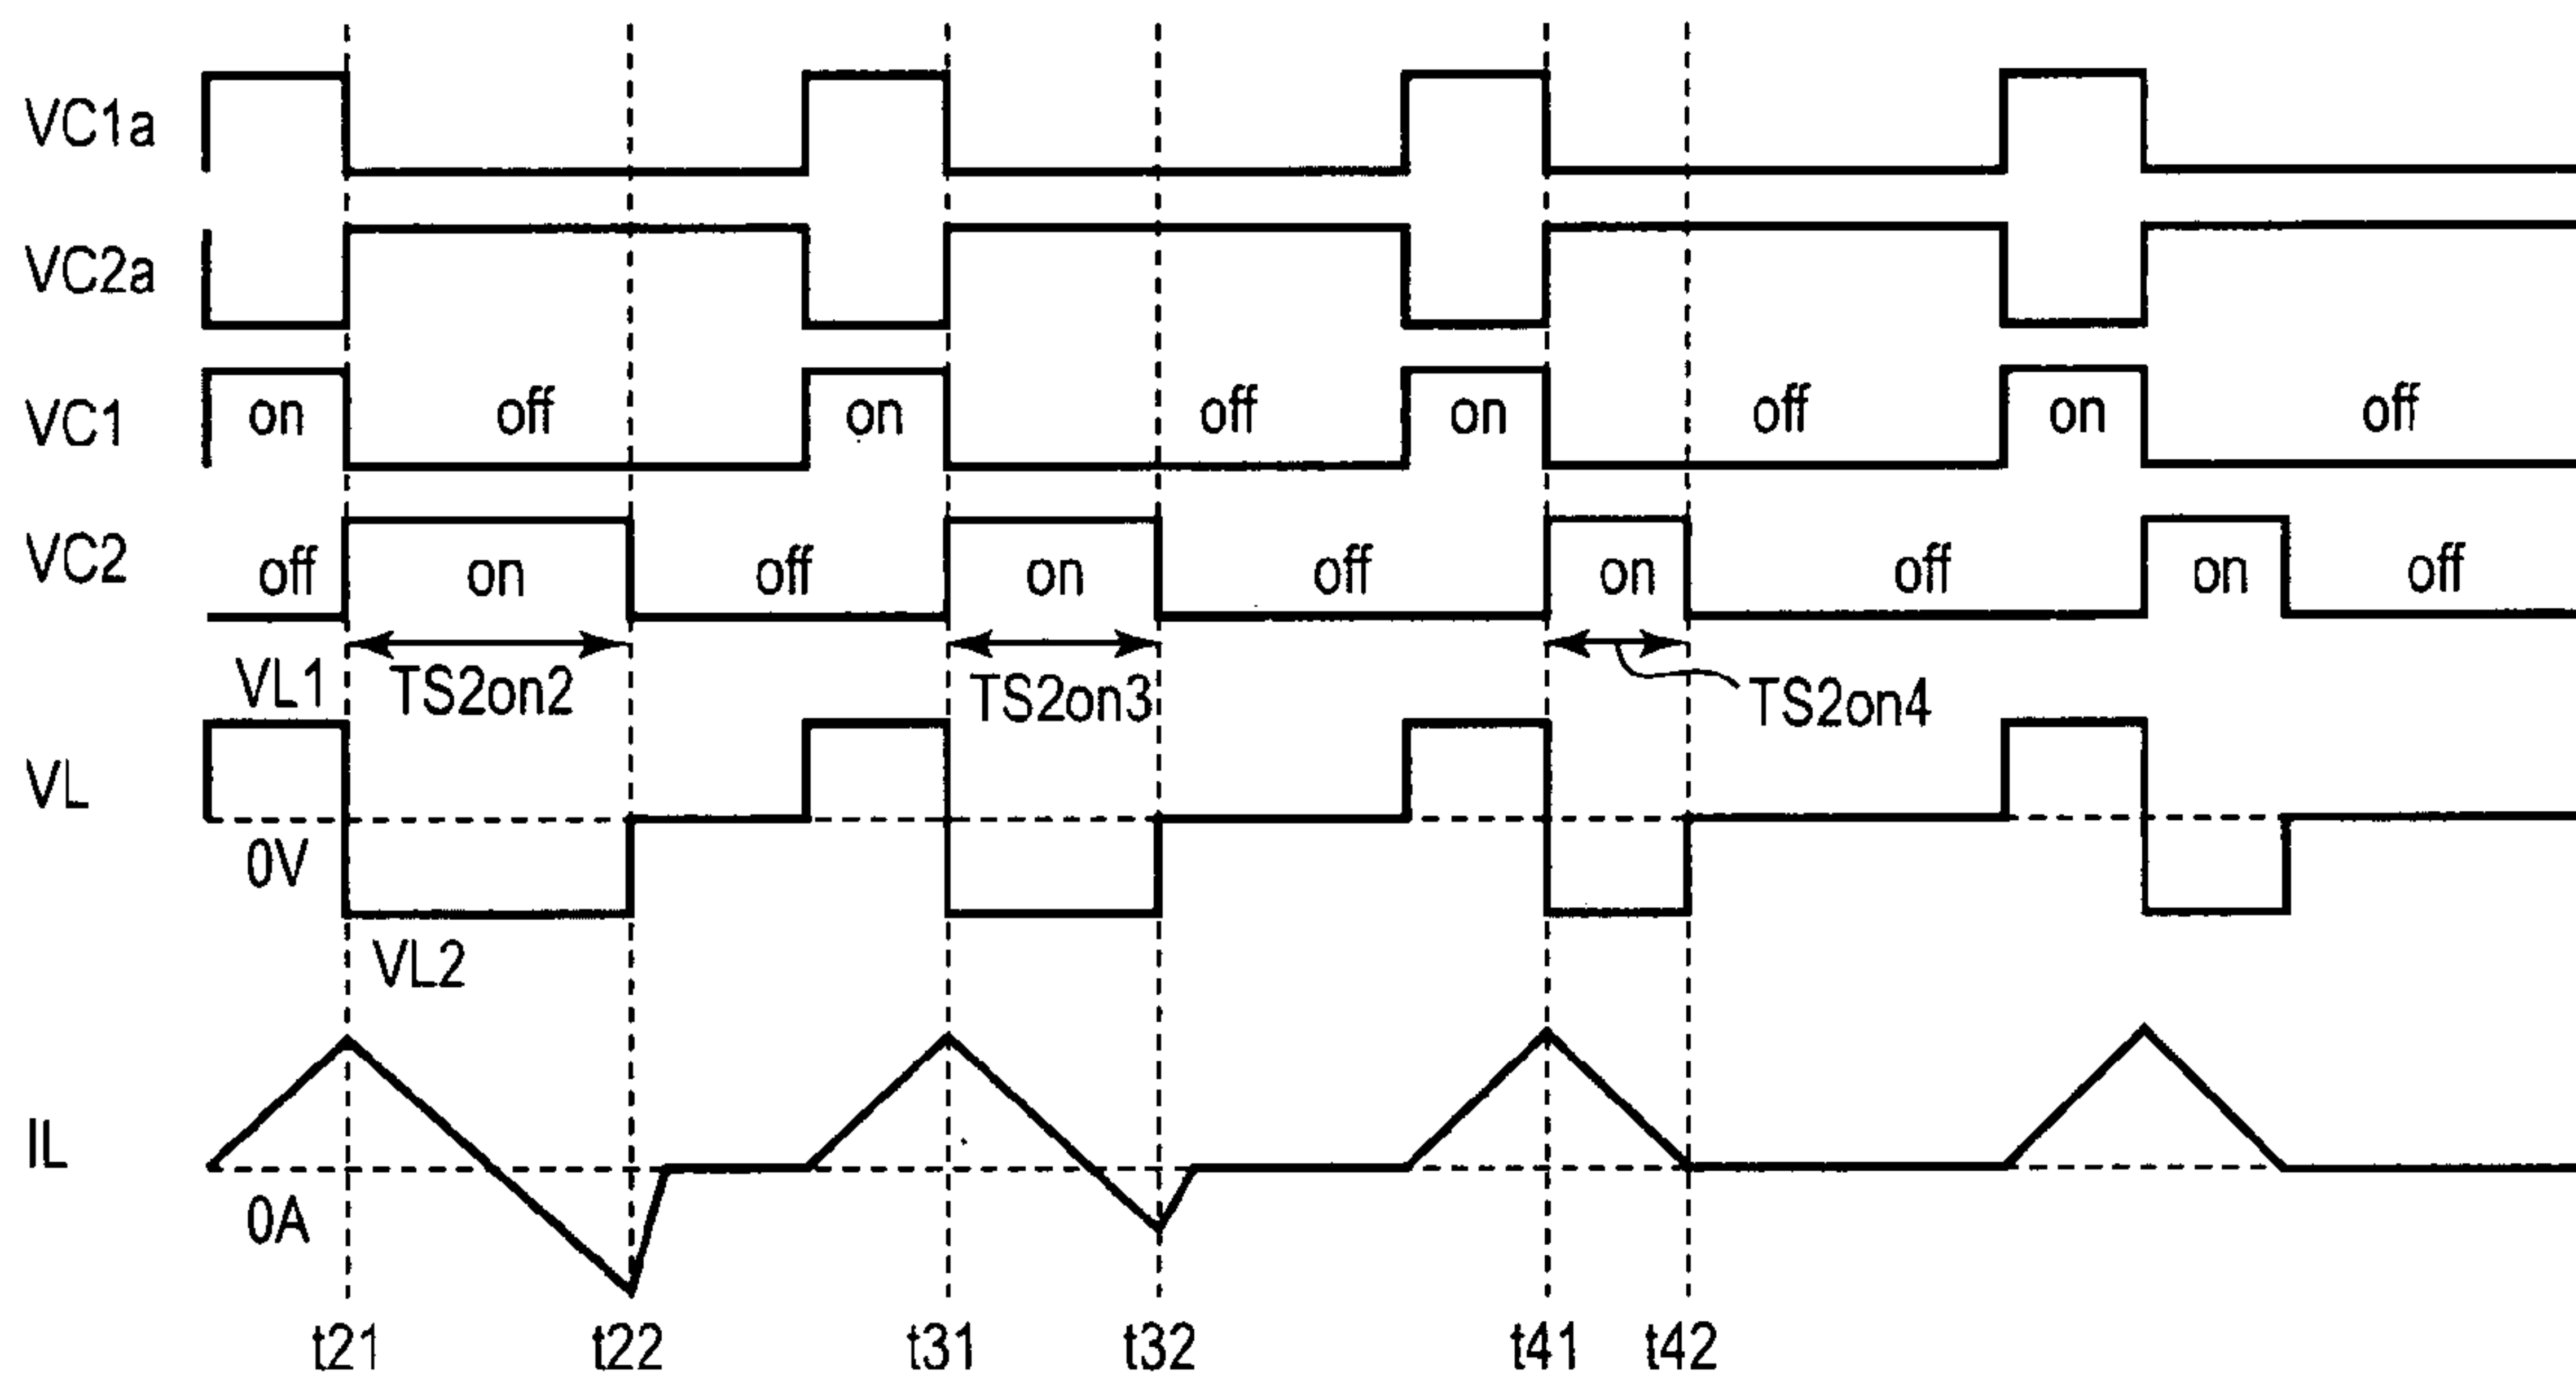 VC1a
VC2a
VC1 on off on off on off on off
VC2 off on off on off on off on off
VL1 TS2on2 TS2on3 TS2on4
VL
0V
VL2
IL
0A
t21 t22 t31 t32 t41 t42